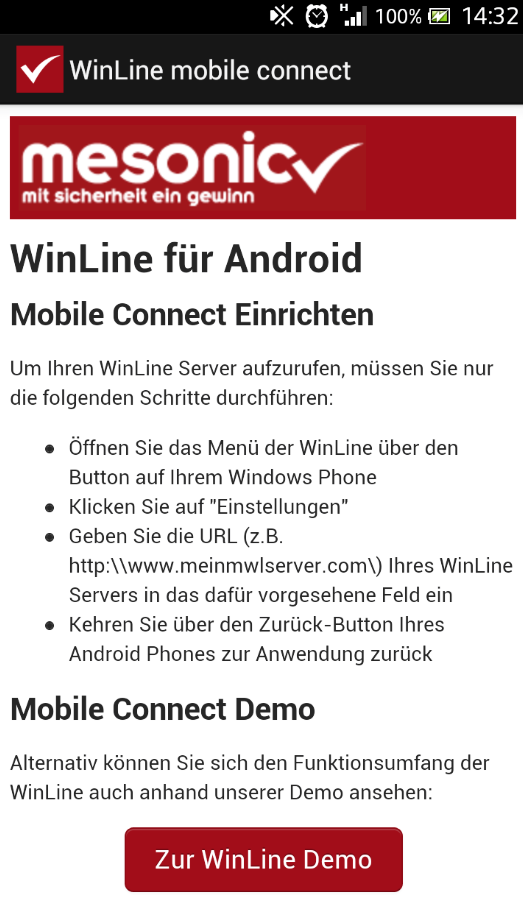 H 100% 14:32
WinLine mobile connect
mesonic
mit sicherheit ein gewinn
WinLine für Android
Mobile Connect Einrichten
Um Ihren WinLine Server aufzurufen, müssen Sie nur
die folgenden Schritte durchführen:
Öffnen Sie das Menü der WinLine über den
Button auf Ihrem Windows Phone
Klicken Sie auf "Einstellungen"
Geben Sie die URL (z.B.
http:\\www.meinmwlserver.com\) Ihres WinLine
Servers in das dafür vorgesehene Feld ein
Kehren Sie über den Zurück-Button Ihres
Android Phones zur Anwendung zurück
Mobile Connect Demo
Alternativ können Sie sich den Funktionsumfang der
WinLine auch anhand unserer Demo ansehen:
Zur WinLine Demo